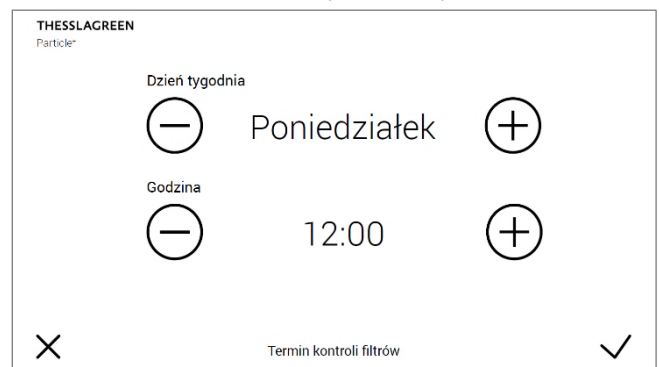 THESSLAGREEN
Particle+
Dzień tygodnia
Poniedziałek
Godzina
12:00
Termin kontroli filtrów